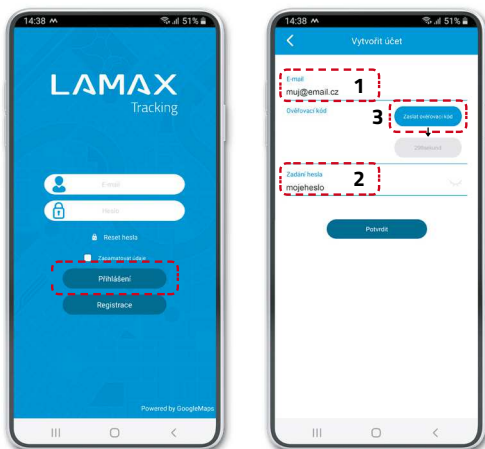 14:38 51%
LAMAX
Tracking
E-mail
Heslo
Reset hesla
Zapamatovat údaje
Přihlášení
Registrace
Powered by GoogleMaps
14:38 51%
Vytvořit účet
E-mail
muj@email.cz 1
Ověřovací kód
3 Zaslat ověřovací kód
Zadání hesla
mojeheslo 2
Potvrdit